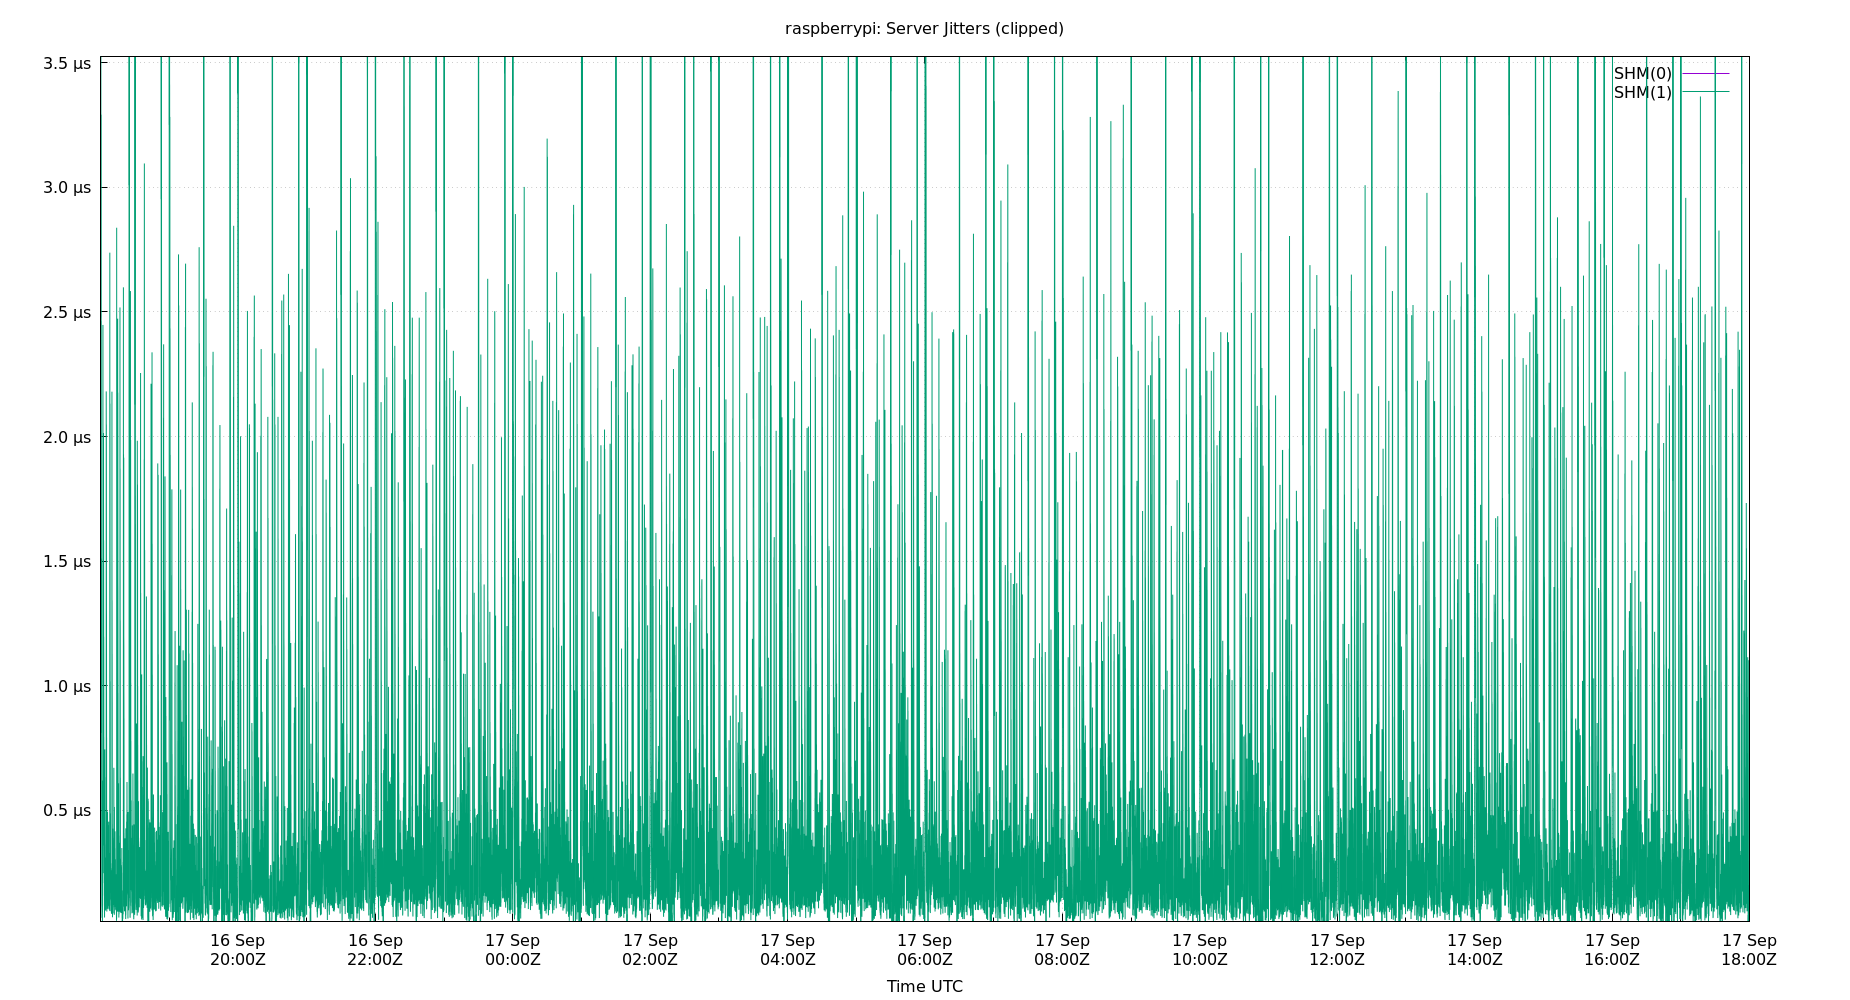 raspberrypi: Server Jitters (clipped)
3.5 µs
3.0 µs
2.5 µs
2.0 µs
1.5 µs
1.0 µs
0.5 µs
SHM(0)
SHM(1)
16 Sep 16 Sep 17 Sep 17 Sep 17 Sep 17 Sep 17 Sep 17 Sep 17 Sep 17 Sep 17 Sep 17 Sep
20:00Z 22:00Z 00:00Z 02:00Z 04:00Z 06:00Z 08:00Z 10:00Z 12:00Z 14:00Z 16:00Z 18:00Z
Time UTC